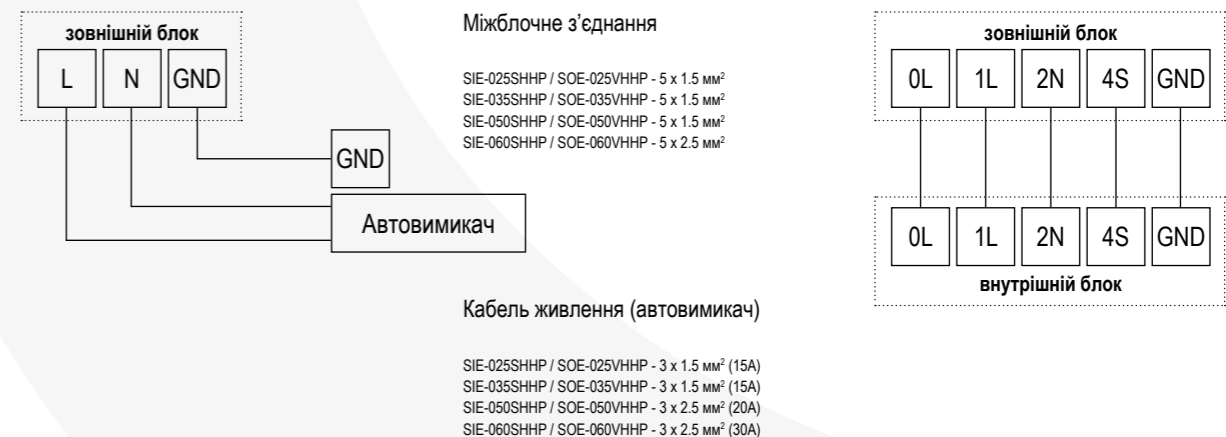 зовнішній блок
L N GND
GND
Автовимикач
Міжблочне з’єднання
SIE-025SHHP / SOE-025VHHP - 5 x 1.5 мм²
SIE-035SHHP / SOE-035VHHP - 5 x 1.5 мм²
SIE-050SHHP / SOE-050VHHP - 5 x 1.5 мм²
SIE-060SHHP / SOE-060VHHP - 5 x 2.5 мм²
Кабель живлення (автовимикач)
SIE-025SHHP / SOE-025VHHP - 3 x 1.5 мм² (15A)
SIE-035SHHP / SOE-035VHHP - 3 x 1.5 мм² (15A)
SIE-050SHHP / SOE-050VHHP - 3 x 2.5 мм² (20A)
SIE-060SHHP / SOE-060VHHP - 3 x 2.5 мм² (30A)
зовнішній блок
0L 1L 2N 4S GND
0L 1L 2N 4S GND
внутрішній блок